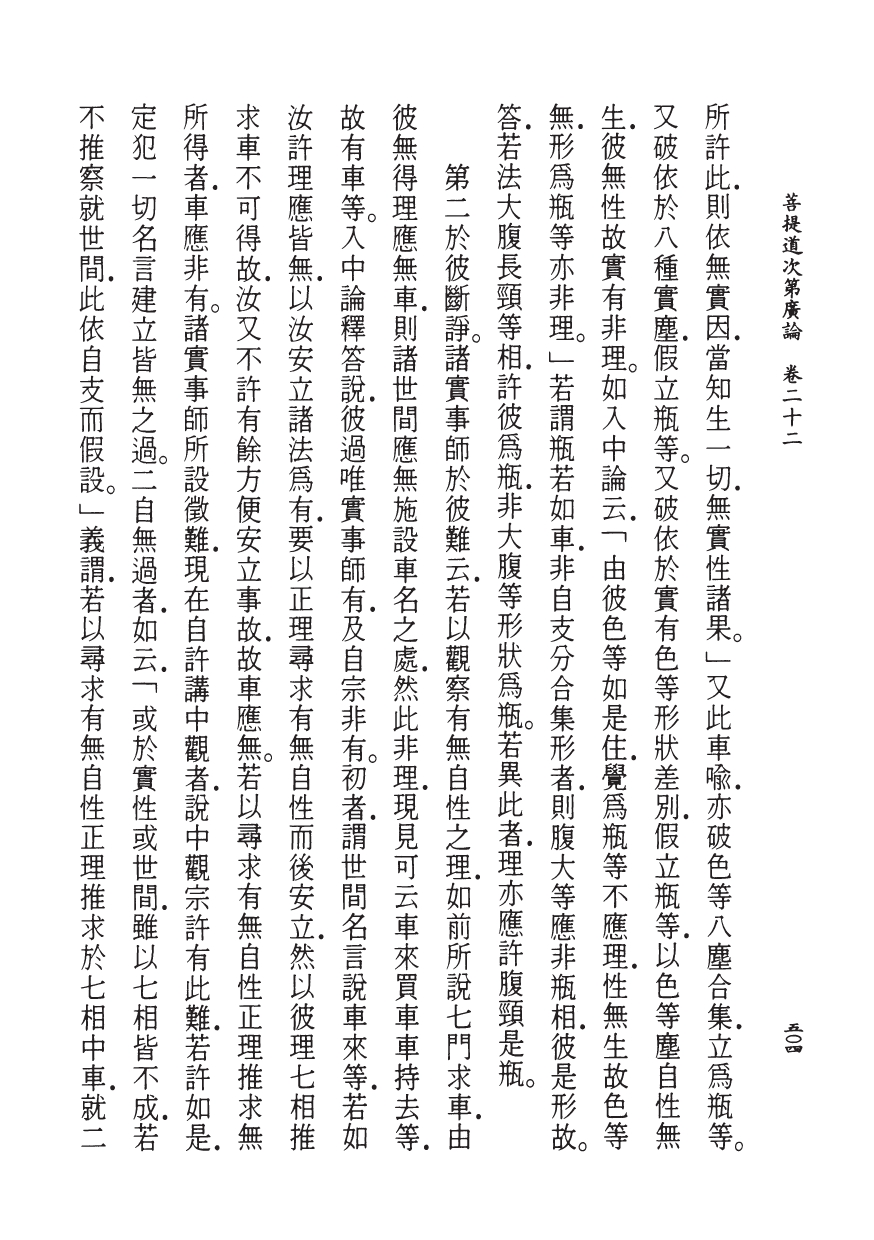 菩提道次第廣論　卷二十二
五〇四
所許此．則依無實因．當知生一切．無實性諸果。」又此車喩．亦破色等八塵合集．立爲瓶等。
又破依於八種實塵．假立瓶等。又破依於實有色等形狀差別．假立瓶等．以色等塵自性無
生．彼無性故實有非理。如入中論云．「由彼色等如是住．覺爲瓶等不應理．性無生故色等
無．形爲瓶等亦非理。」若謂瓶若如車．非自支分合集形者．則腹大等應非瓶相．彼是形故。
答．若法大腹長頸等相．許彼爲瓶．非大腹等形狀爲瓶。若異此者．理亦應許腹頸是瓶。
第二於彼斷諍。諸實事師於彼難云．若以觀察有無自性之理．如前所說七門求車．由
彼無得理應無車．則諸世間應無施設車名之處．然此非理．現見可云車來買車車持去等．
故有車等。入中論釋答說．彼過唯實事師有．及自宗非有。初者．謂世間名言說車來等．若如
汝許理應皆無．以汝安立諸法爲有．要以正理尋求有無自性而後安立．然以彼理七相推
求車不可得故．汝又不許有餘方便安立事故．故車應無。若以尋求有無自性正理推求無
所得者．車應非有。諸實事師所設徵難．現在自許講中觀者．說中觀宗許有此難．若許如是．
定犯一切名言建立皆無之過。二自無過者．如云．「或於實性或世間．雖以七相皆不成．若
不推察就世間．此依自支而假設。」義謂．若以尋求有無自性正理推求於七相中車．就二